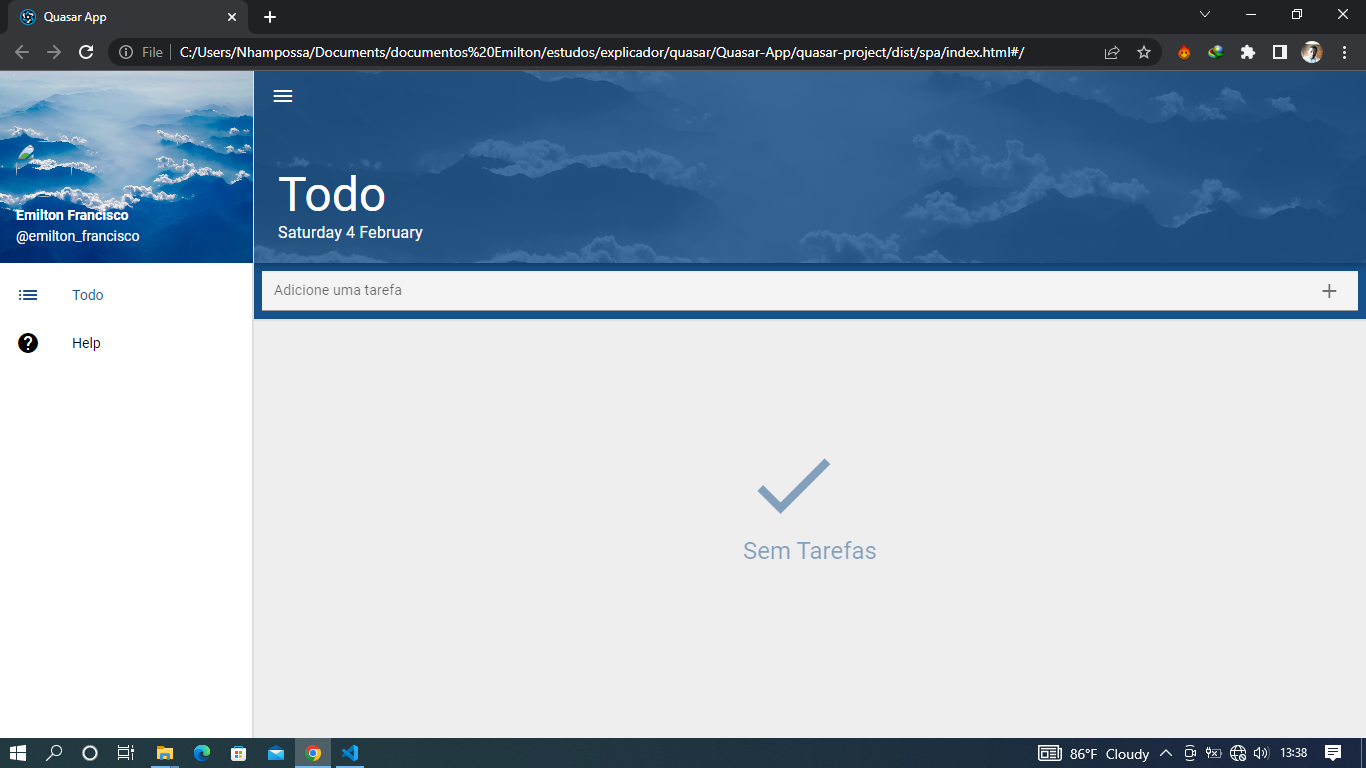 Quasar App
File
C:/Users/Nhampossa/Documents/documentos%20Emilton/estudos/explicador/quasar/Quasar-App/quasar-project/dist/spa/index.html#/
Todo
Saturday 4 February
Emilton Francisco
@emilton_francisco
Adicione uma tarefa
Todo
Help
Sem Tarefas
86°F Cloudy
13:38